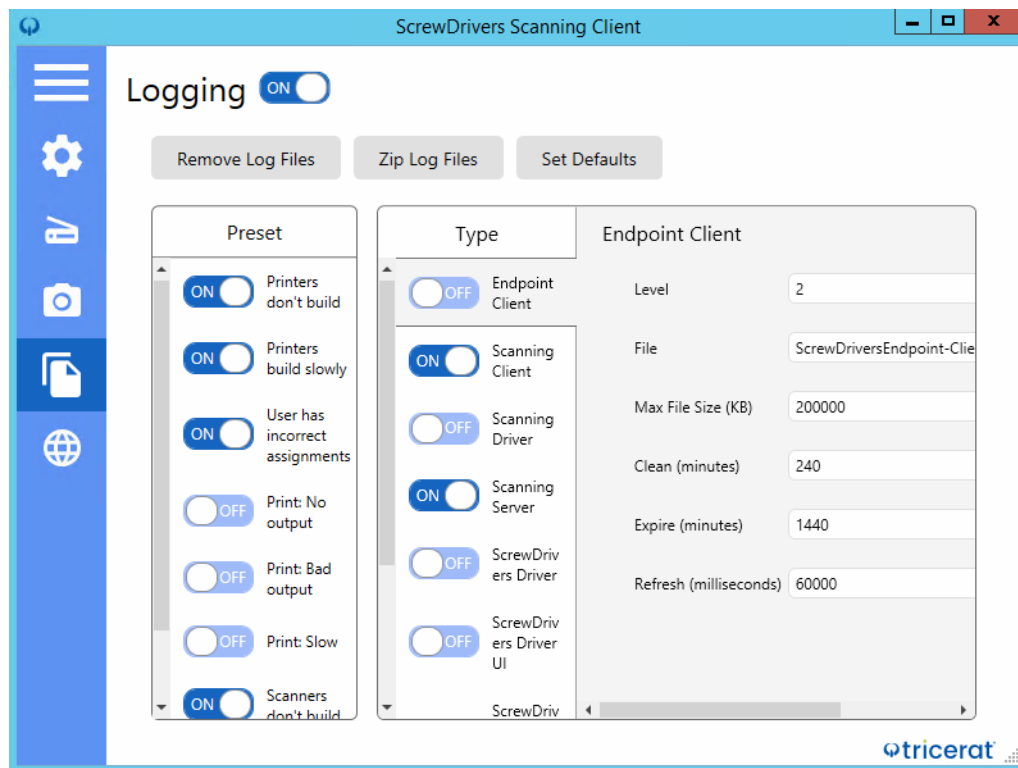 ScrewDrivers Scanning Client
Logging ON
Remove Log Files
Zip Log Files
Set Defaults
Preset
ON
Printers
don't build
ON
Printers
build slowly
ON
User has
incorrect
assignments
OFF
Print: No
output
OFF
Print: Bad
output
OFF
Print: Slow
ON
Scanners
don't build
Type
OFF
Endpoint
Client
ON
Scanning
Client
OFF
Scanning
Driver
ON
Scanning
Server
OFF
ScrewDriv
ers Driver
OFF
ScrewDriv
ers Driver
UI
ScrewDriv
Endpoint Client
Level 2
File ScrewDriversEndpoint-Clie
Max File Size (KB) 200000
Clean (minutes) 240
Expire (minutes) 1440
Refresh (milliseconds) 60000
tricerat